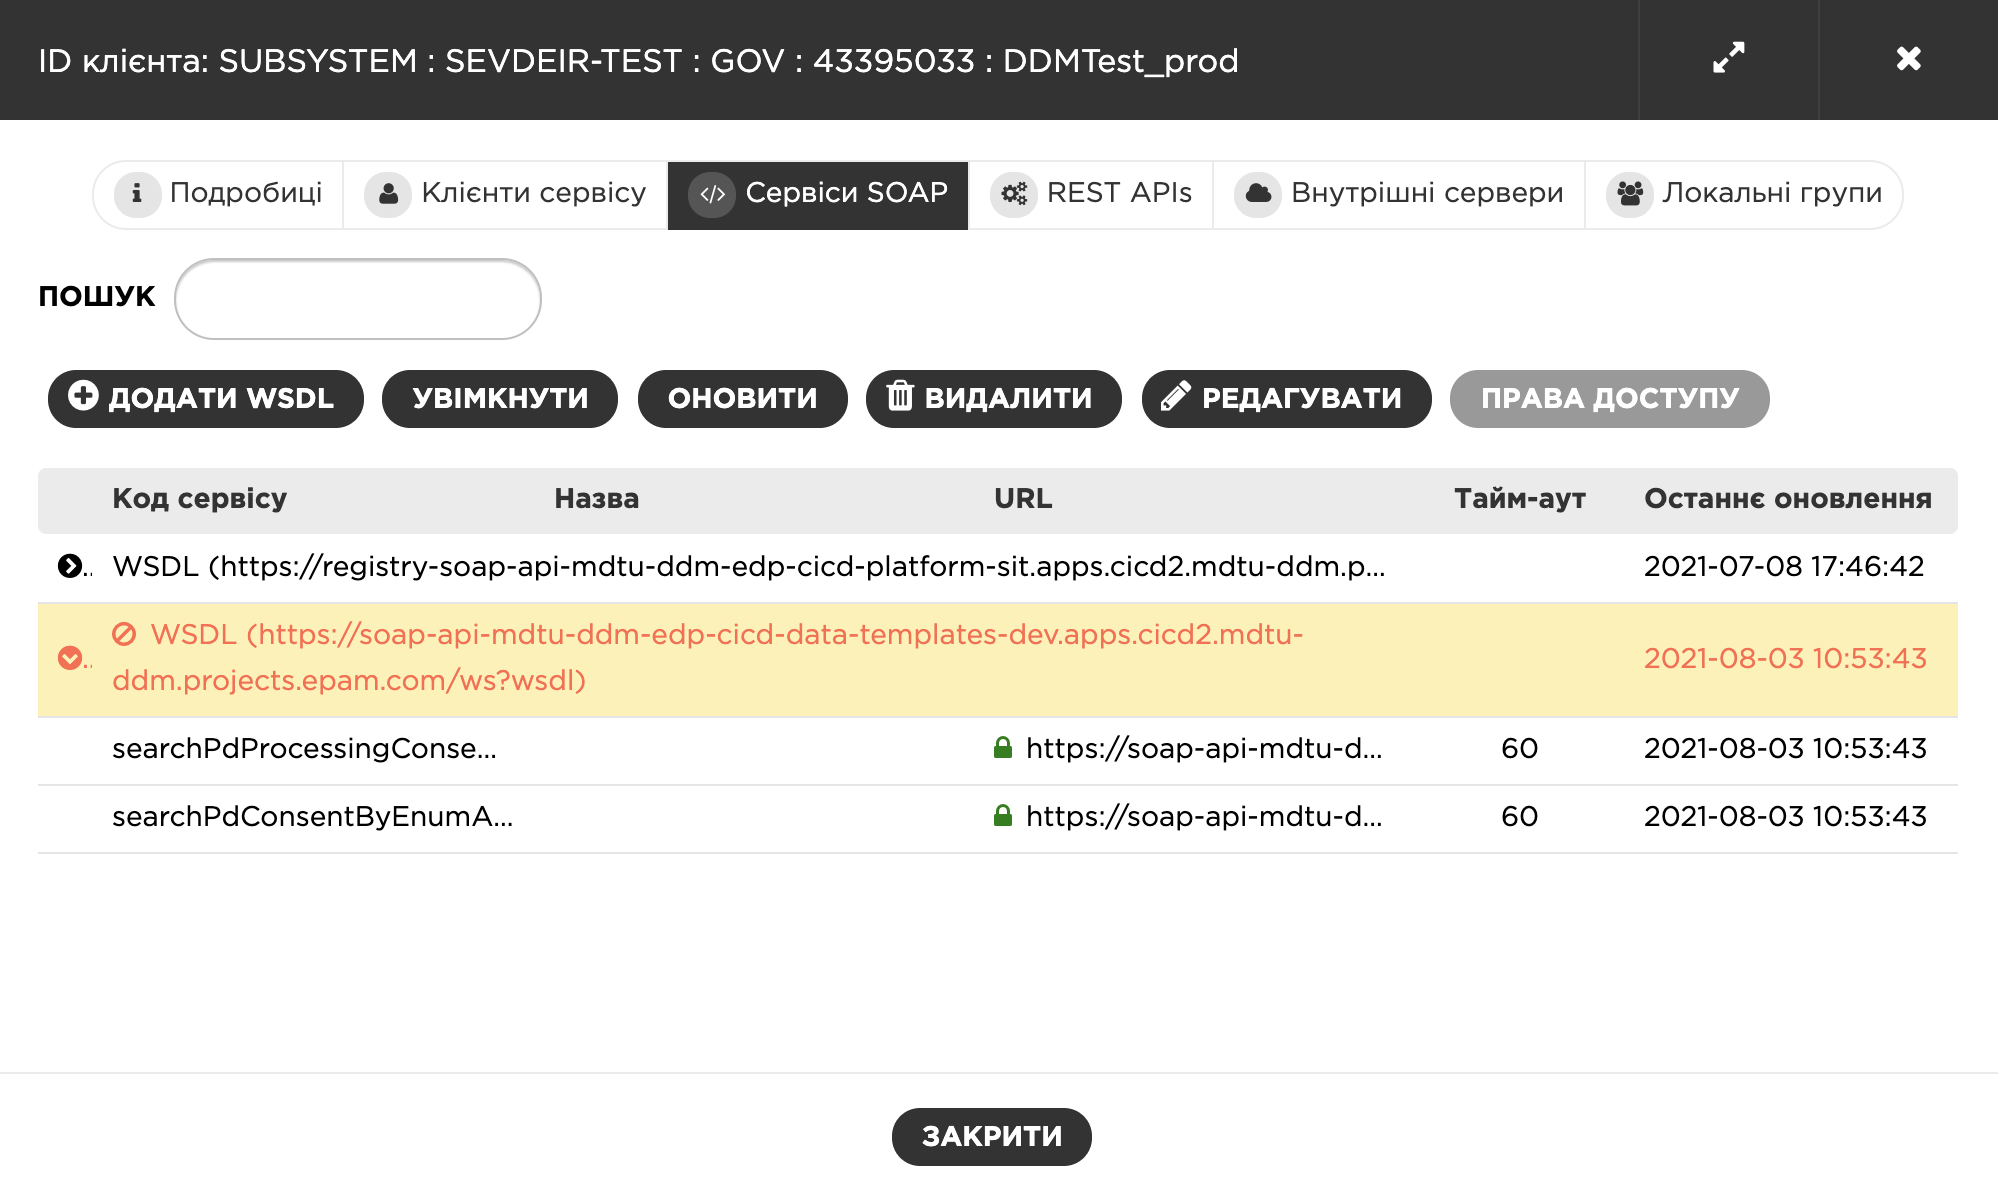 ID клієнта: SUBSYSTEM : SEVDEIR-TEST : GOV : 43395033 : DDMTest_prod
Подробиці Клієнти сервісу Сервіси SOAP REST APIs Внутрішні сервери Локальні групи
ПОШУК
ДОДАТИ WSDL УВІМКНУТИ ОНОВИТИ ВИДАЛИТИ РЕДАГУВАТИ ПРАВА ДОСТУПУ
Код сервісу Назва URL Тайм-аут Останнє оновлення
WSDL (https://registry-soap-api-mdtu-ddm-edp-cicd-platform-sit.apps.cicd2.mdtu-ddm.p... 2021-07-08 17:46:42
WSDL (https://soap-api-mdtu-ddm-edp-cicd-data-templates-dev.apps.cicd2.mdtu-
ddm.projects.epam.com/ws?wsdl) 2021-08-03 10:53:43
searchPdProcessingConse... https://soap-api-mdtu-d... 60 2021-08-03 10:53:43
searchPdConsentByEnumA... https://soap-api-mdtu-d... 60 2021-08-03 10:53:43
ЗАКРИТИ